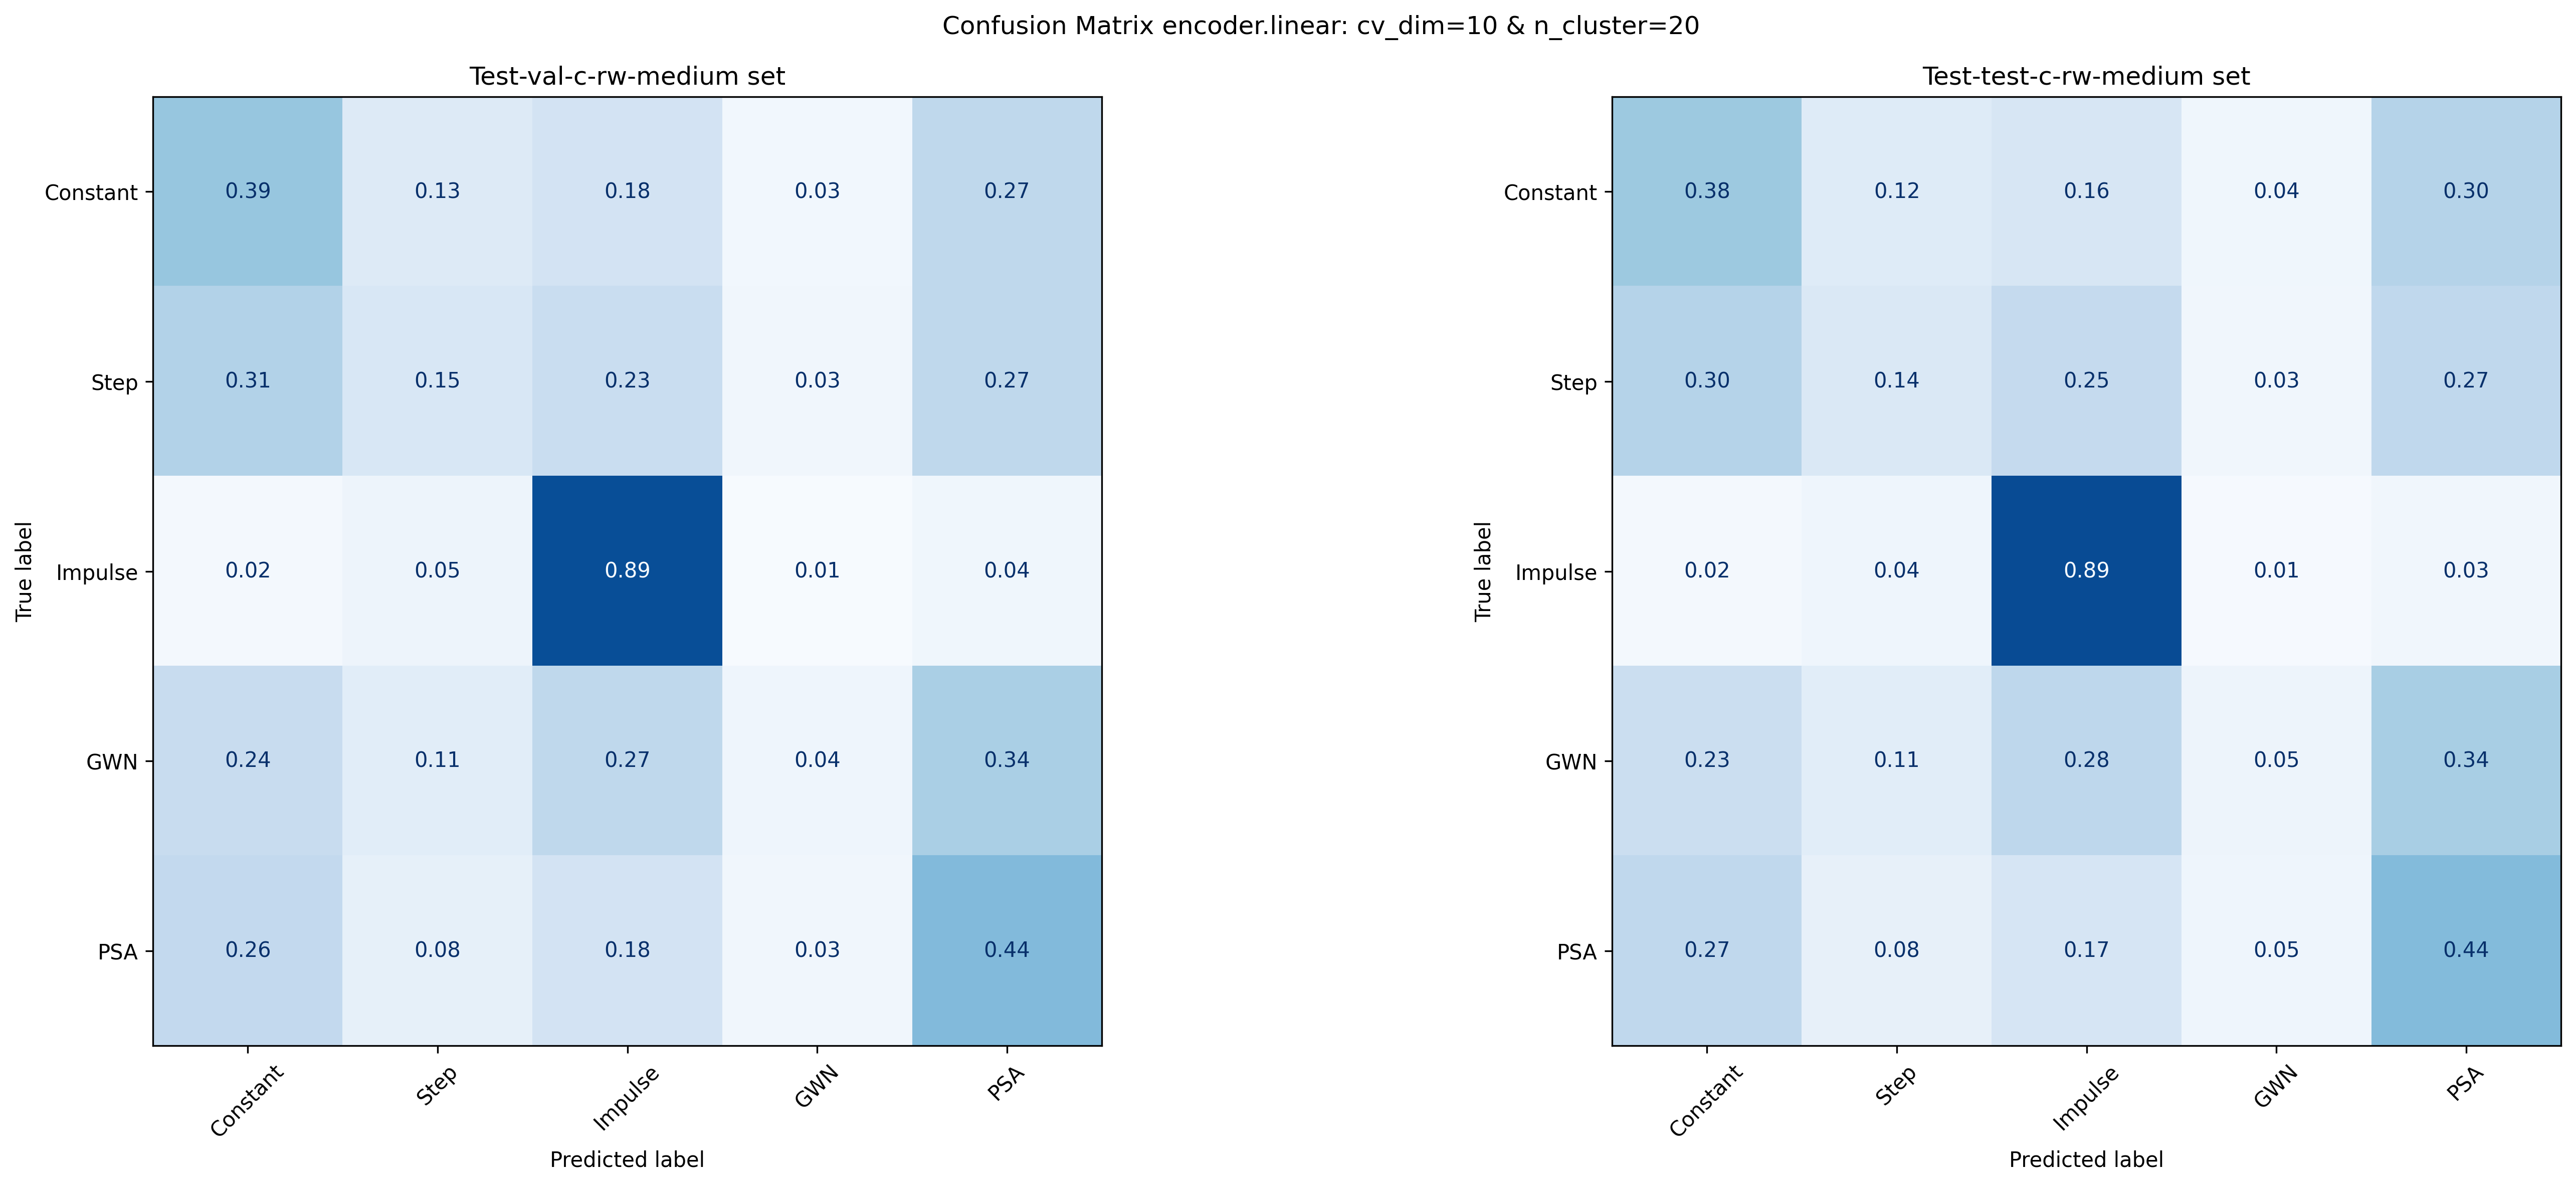 Confusion Matrix encoder.linear: cv_dim=10 & n_cluster=20
Test-val-c-rw-medium set
True label
Constant 0.39 0.13 0.18 0.03 0.27
Step 0.31 0.15 0.23 0.03 0.27
Impulse 0.02 0.05 0.89 0.01 0.04
GWN 0.24 0.11 0.27 0.04 0.34
PSA 0.26 0.08 0.18 0.03 0.44
Constant Step Impulse GWN PSA
Predicted label
Test-test-c-rw-medium set
True label
Constant 0.38 0.12 0.16 0.04 0.30
Step 0.30 0.14 0.25 0.03 0.27
Impulse 0.02 0.04 0.89 0.01 0.03
GWN 0.23 0.11 0.28 0.05 0.34
PSA 0.27 0.08 0.17 0.05 0.44
Constant Step Impulse GWN PSA
Predicted label